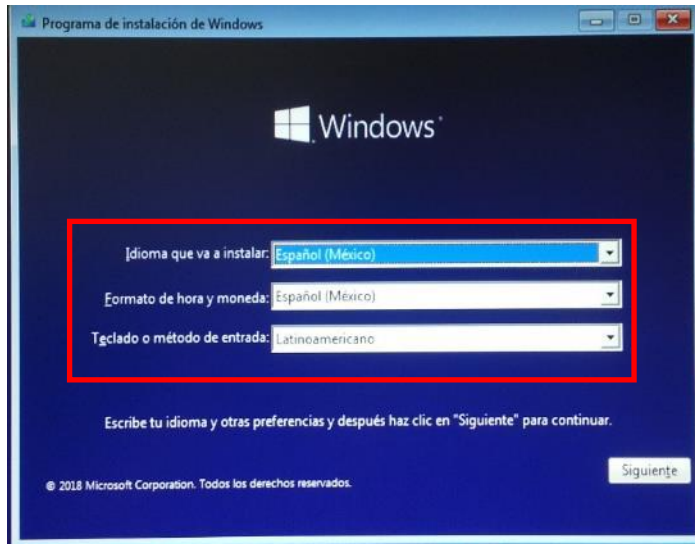 Programa de instalación de Windows
Windows
Idioma que va a instalar: Español (México)
Formato de hora y moneda: Español (México)
Teclado o método de entrada: Latinoamericano
Escribe tu idioma y otras preferencias y después haz clic en "Siguiente" para continuar.
Siguiente
© 2018 Microsoft Corporation. Todos los derechos reservados.